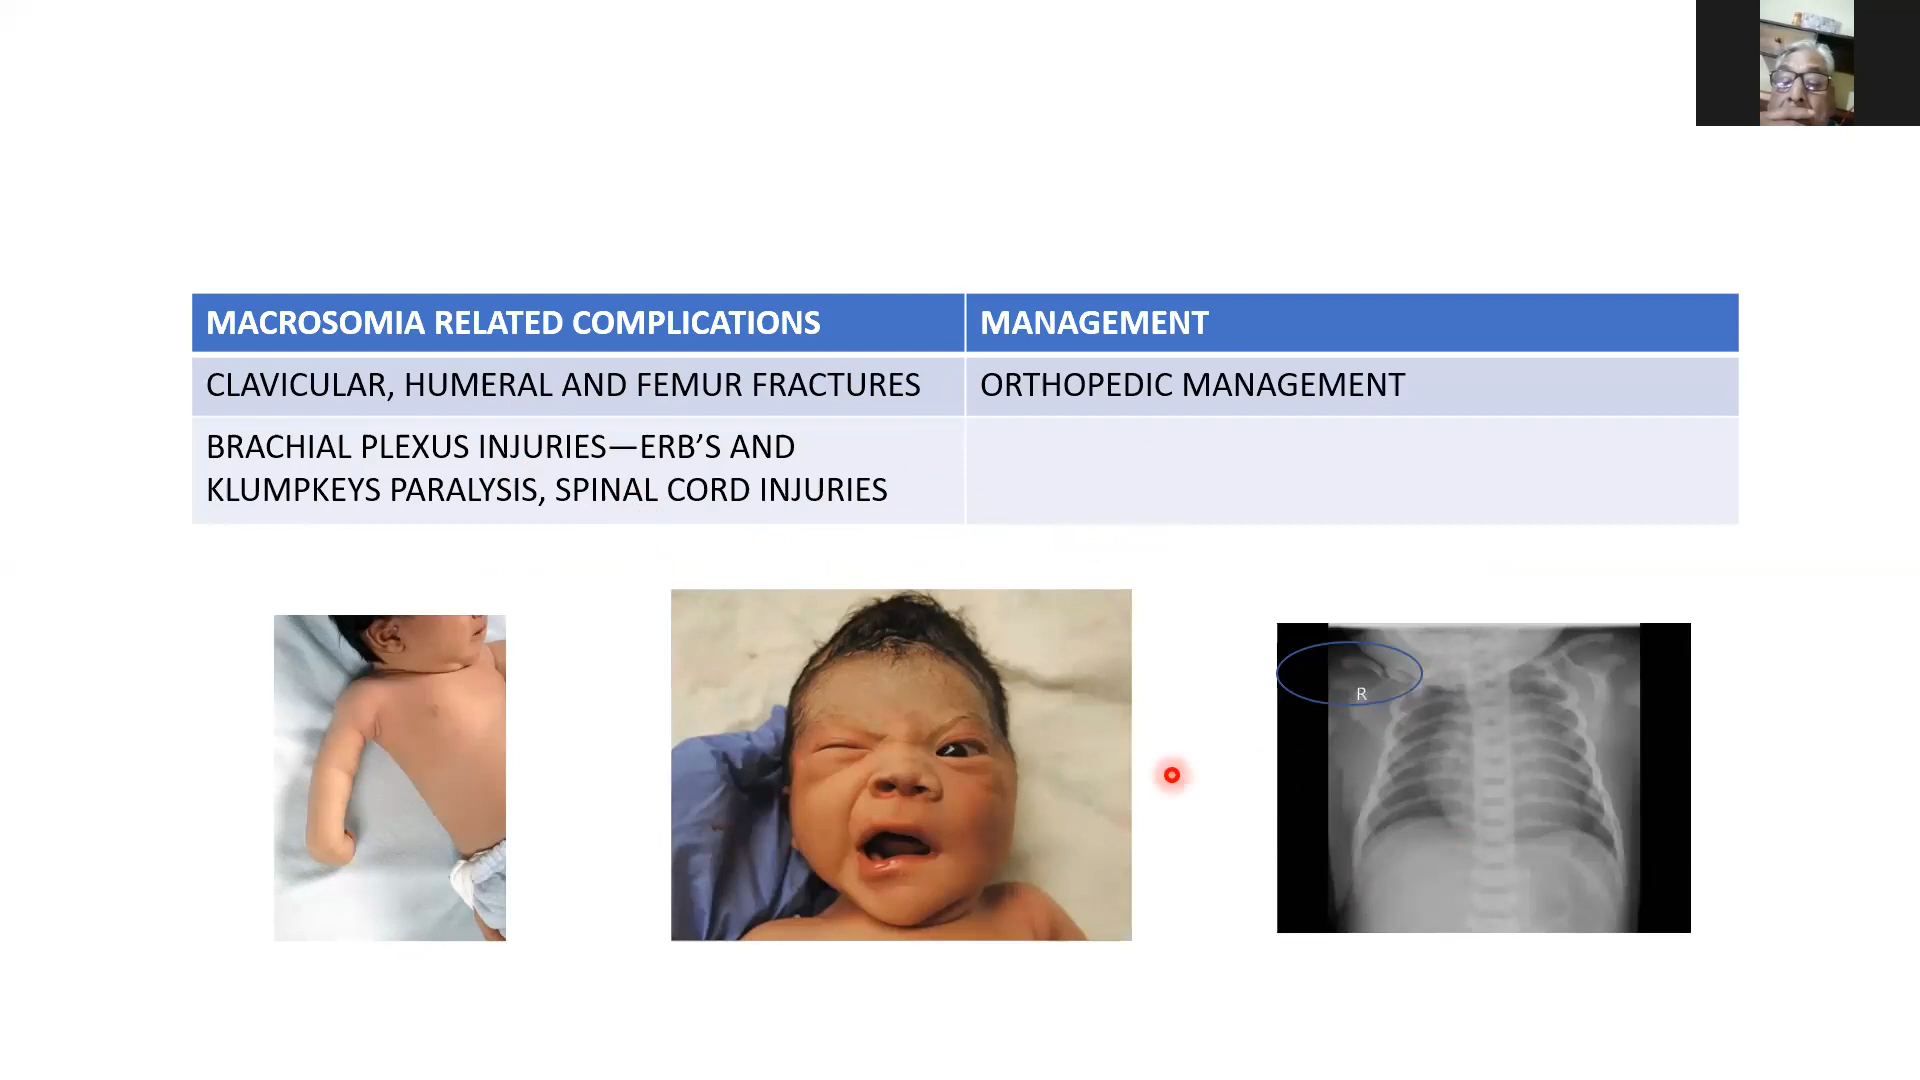 MACROSOMIA RELATED COMPLICATIONS
MANAGEMENT
CLAVICULAR, HUMERAL AND FEMUR FRACTURES
ORTHOPEDIC MANAGEMENT
BRACHIAL PLEXUS INJURIES—ERB’S AND
KLUMPKEYS PARALYSIS, SPINAL CORD INJURIES
R